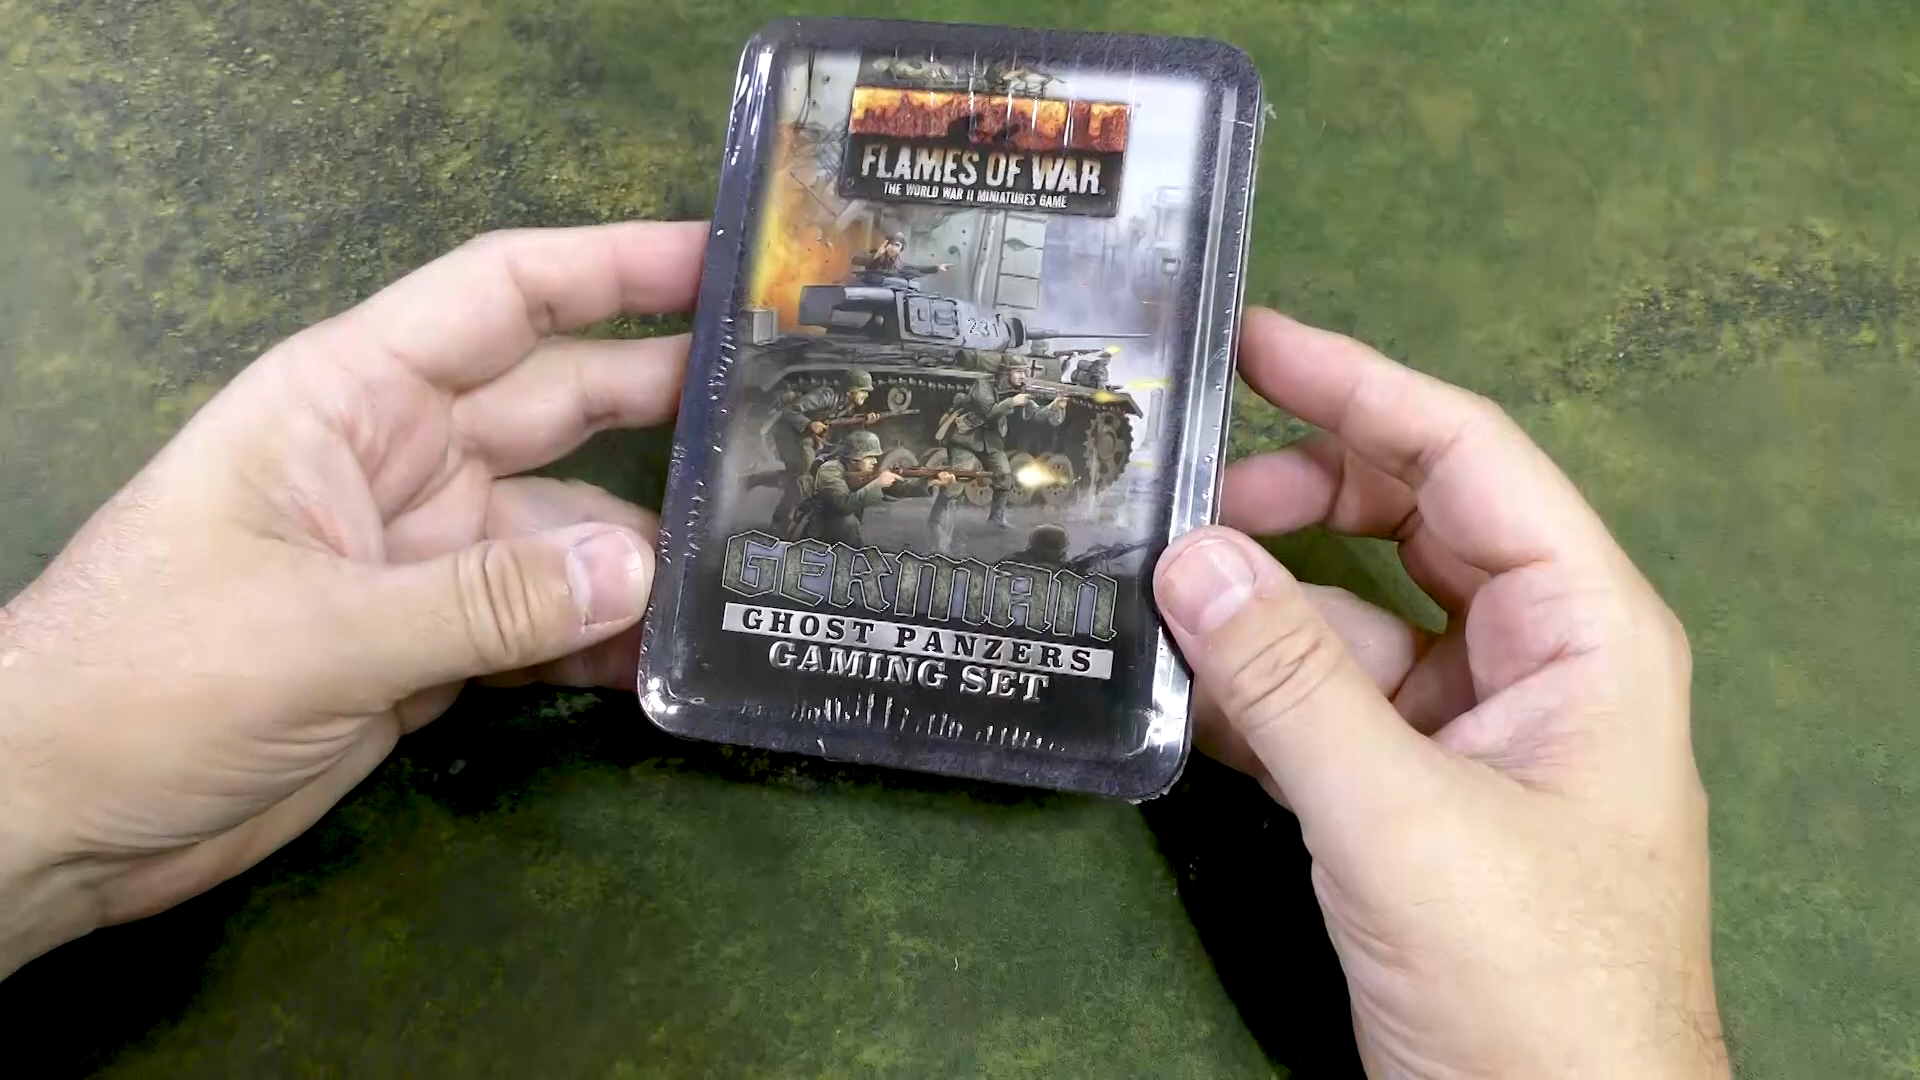 FLAMES OF WAR
THE WORLD WAR II MINIATURES GAME
231
GERMAN
GHOST PANZERS
GAMING SET